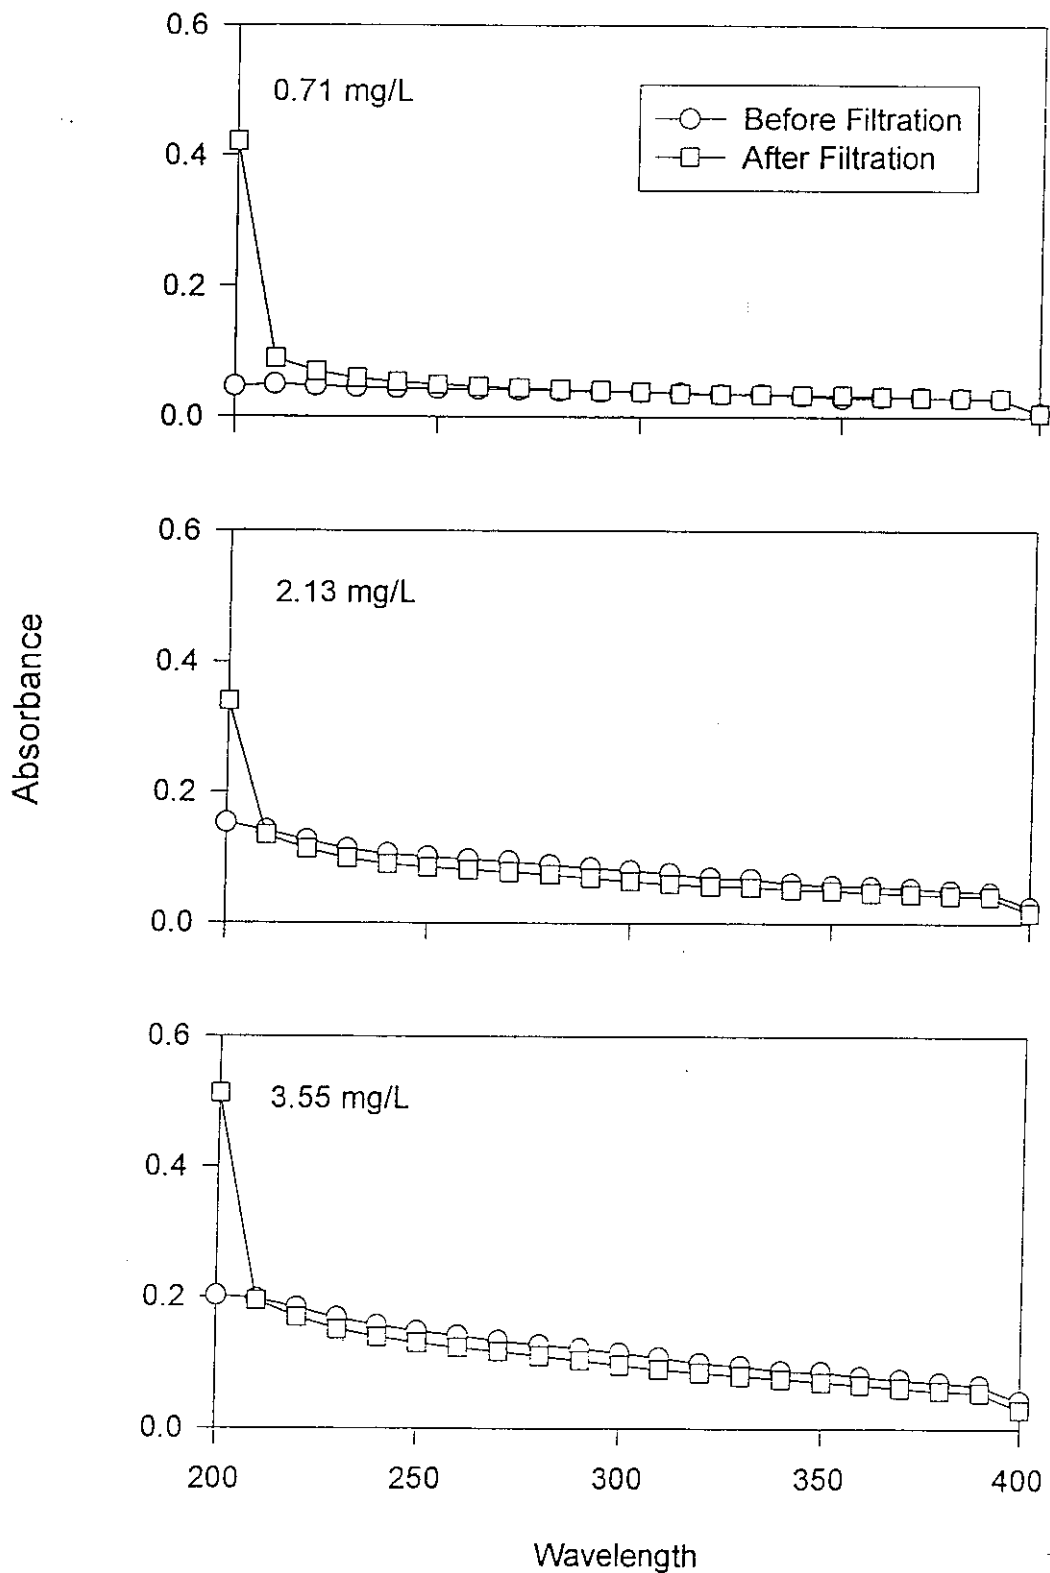 0.6
0.71 mg/L
Before Filtration
After Filtration
0.4
0.2
0.0
0.6
2.13 mg/L
0.4
0.2
0.0
Absorbance
0.6
3.55 mg/L
0.4
0.2
0.0
200 250 300 350 400
Wavelength